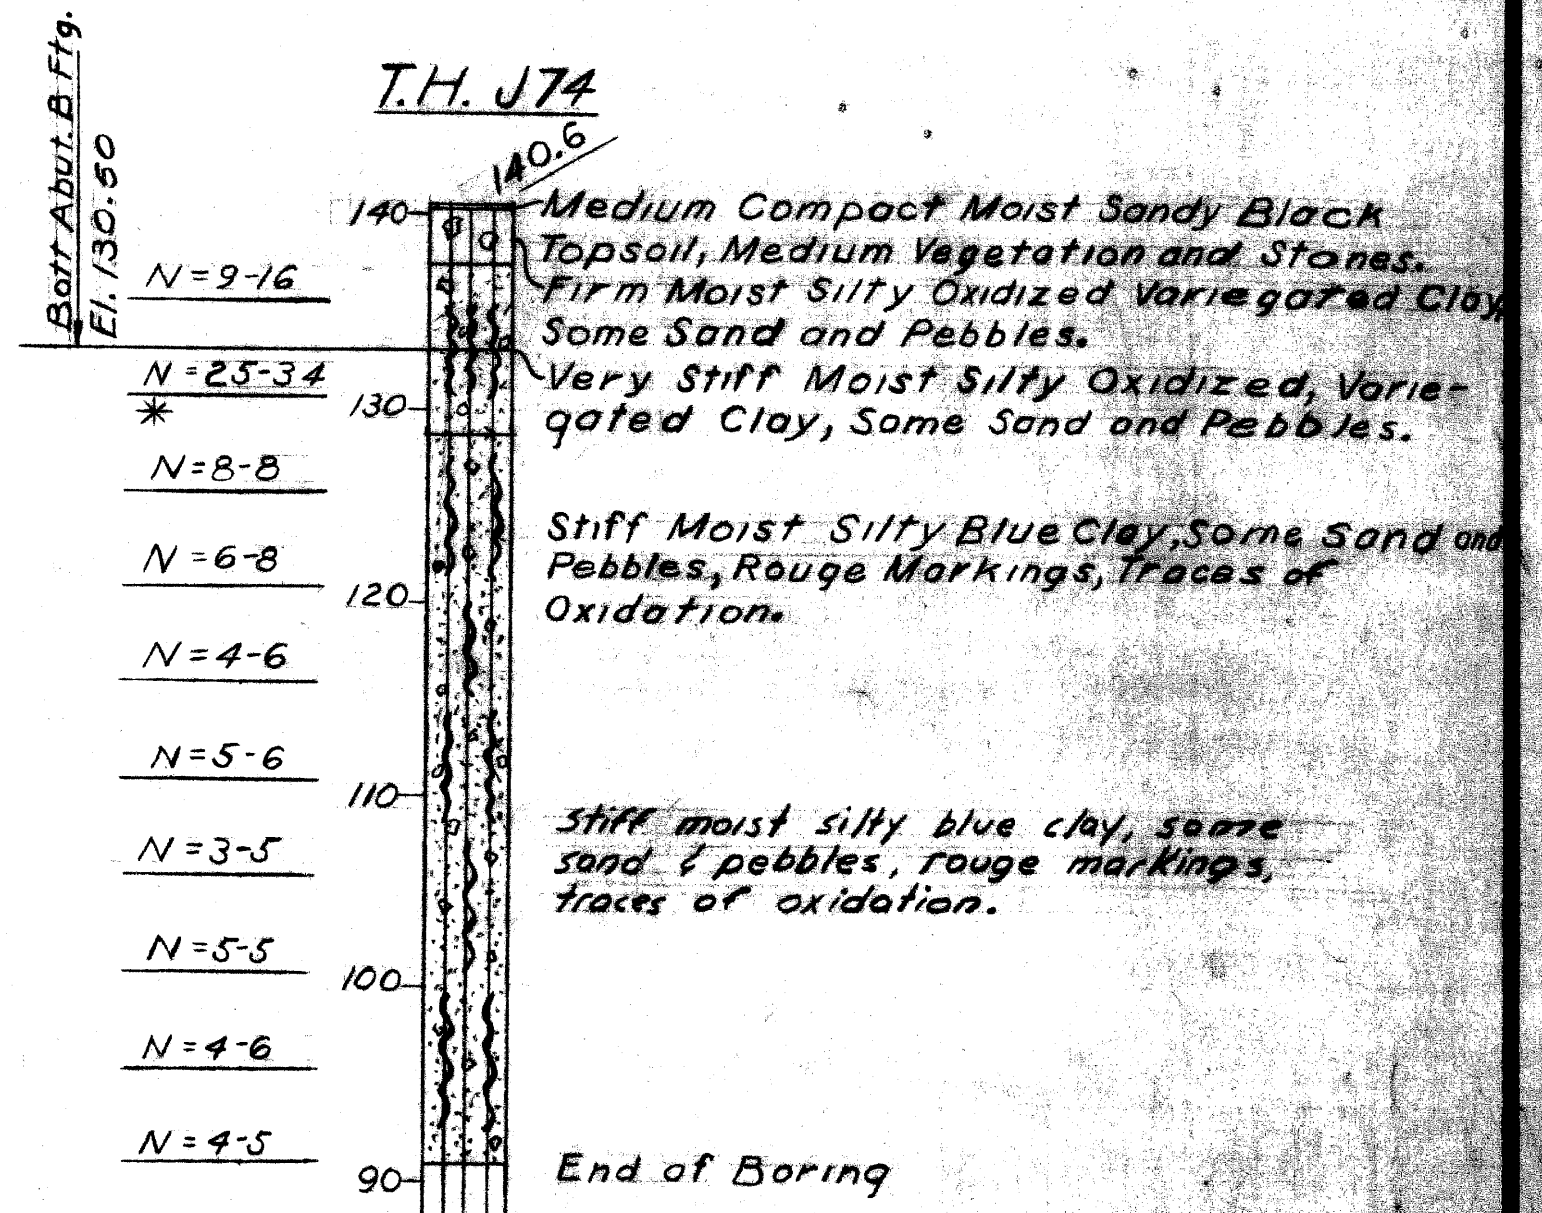 Bott Abut. B Ftg.
El. 130.50
T.H. J74
140.6
140
Medium Compact Moist Sandy Black
Topsoil, Medium Vegetation and Stones.
N=9-16
Firm Moist Silty Oxidized Variegated Clay,
Some Sand and Pebbles.
N=25-34
*
130
Very Stiff Moist Silty Oxidized, Varie-
gated Clay, Some Sand and Pebbles.
N=8-8
Stiff Moist Silty Blue Clay, Some Sand and
N=6-8
Pebbles, Rouge Markings, Traces of
120
Oxidation.
N=4-6
N=5-6
110
stiff moist silty blue clay, some
N=3-5
sand & pebbles, rouge markings,
traces of oxidation.
N=5-5
100
N=4-6
N=4-5
90
End of Boring